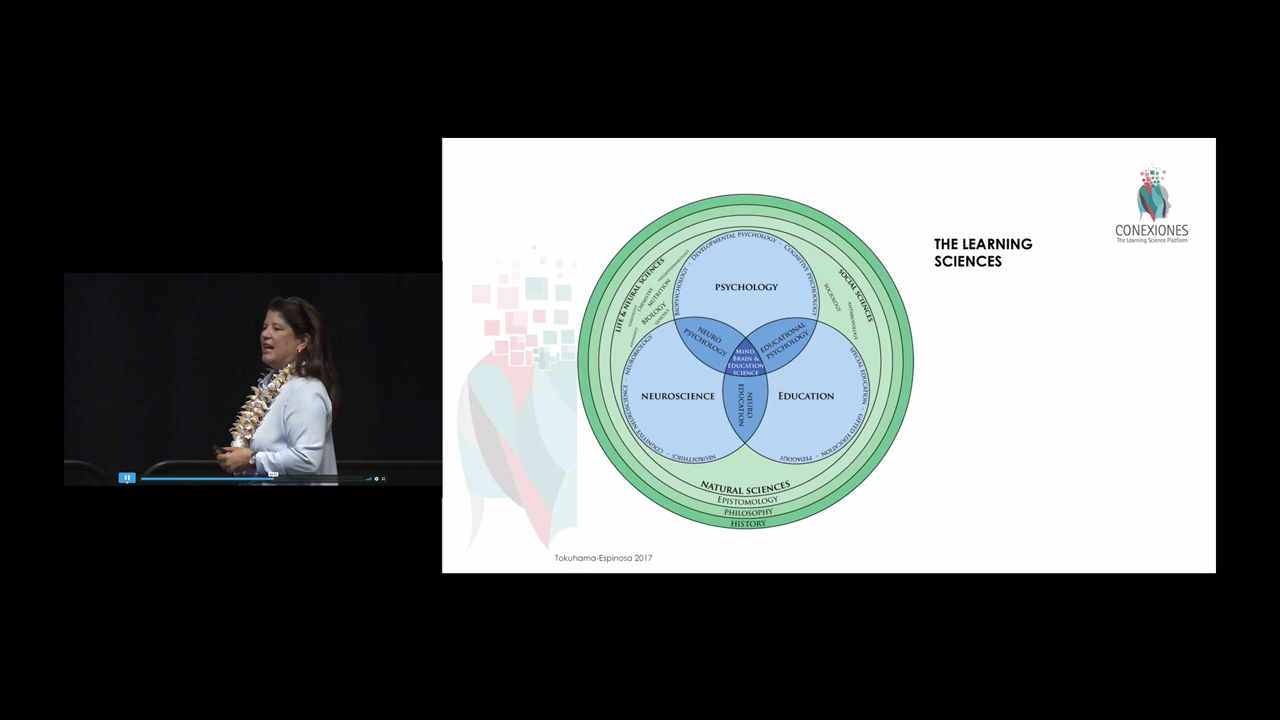 THE LEARNING
SCIENCES
CONEXIONES
The Learning Science Platform
DEVELOPMENTAL PSYCHOLOGY - COGNITIVE PSYCHOLOGY
BIOPSYCHOLOGY -
PSYCHOLOGY
LIFE & NEURAL SCIENCES
CHEMISTRY
NUTRITION
BIOLOGY
GENETICS
SOCIAL SCIENCES
SOCIOLOGY
ANTHROPOLOGY
NEURO
PSYCHOLOGY
EDUCATIONAL
PSYCHOLOGY
MIND,
BRAIN &
EDUCATION
SCIENCE
NEUROBIOLOGY
NEUROSCIENCE
COGNITIVE NEUROSCIENCE -
NEUROETHICS
NEURO
EDUCATION
EDUCATION
SPECIAL EDUCATION - GIFTED EDUCATION - PEDAGOGY
NATURAL SCIENCES
EPISTOMOLOGY
PHILOSOPHY
HISTORY
Tokuhama-Espinosa 2017